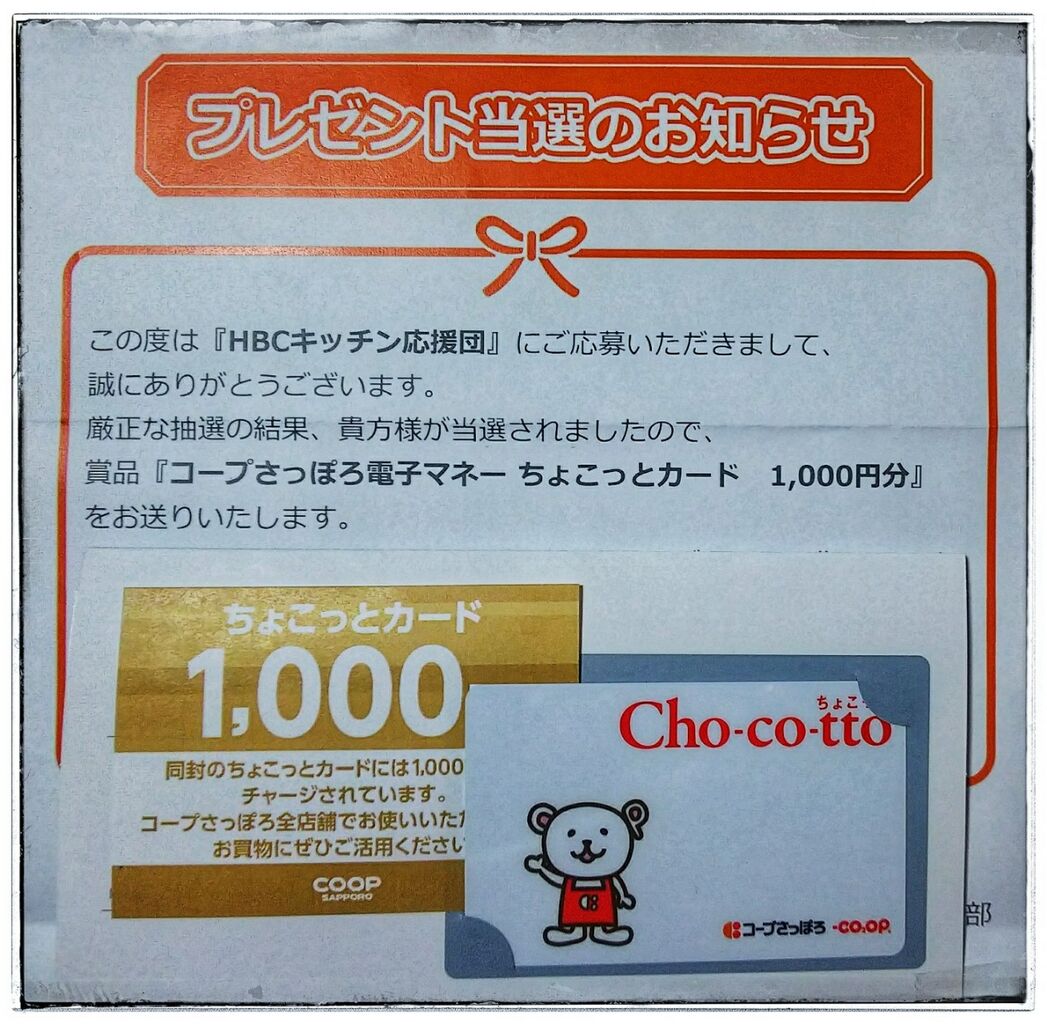 プレゼント当選のお知らせ
この度は『HBCキッチン応援団』にご応募いただきまして、
誠にありがとうございます。
厳正な抽選の結果、貴方様が当選されましたので、
賞品『コープさっぽろ電子マネー ちょこっとカード　1,000円分』
をお送りいたします。
ちょこっとカード
1,000
同封のちょこっとカードには1,000
チャージされています。
コープさっぽろ全店舗でお使いいた
お買物にぜひご活用くださ
COOP
SAPPORO
ちょこ
Cho-co-tto
コープさっぽろ CO・OP
部